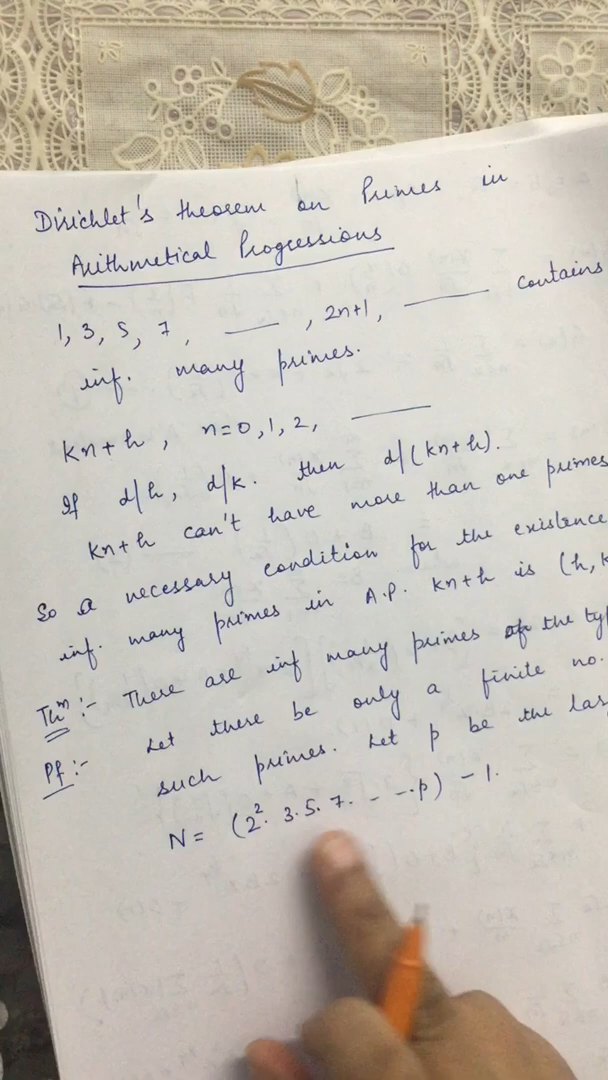 Dirichlet's theorem on Primes in
Arithmetical Progressions
1, 3, 5, 7, ___ , 2n+1, ___ contains
inf. many primes.
kn+h , n=0,1,2, ___
If d/h, d/k. then d/(kn+h).
kn+h can't have more than one primes
So a necessary condition for the existence
inf. many primes in A.P. kn+h is (h, k
Thm :- There are inf many primes of the typ
Pf :- Let there be only a finite no.
such primes. Let p be the las
N = (2². 3. 5. 7. - - - .p) - 1.